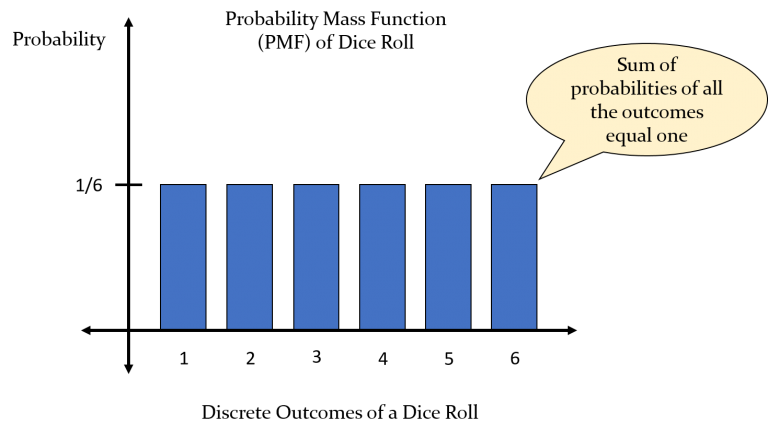 Probability Mass Function
(PMF) of Dice Roll
Probability
Sum of
probabilities of all
the outcomes
equal one
1/6
1 2 3 4 5 6
Discrete Outcomes of a Dice Roll